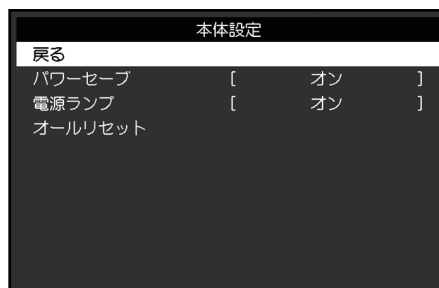 本体設定
戻る
パワーセーブ [ オン ]
電源ランプ [ オン ]
オールリセット